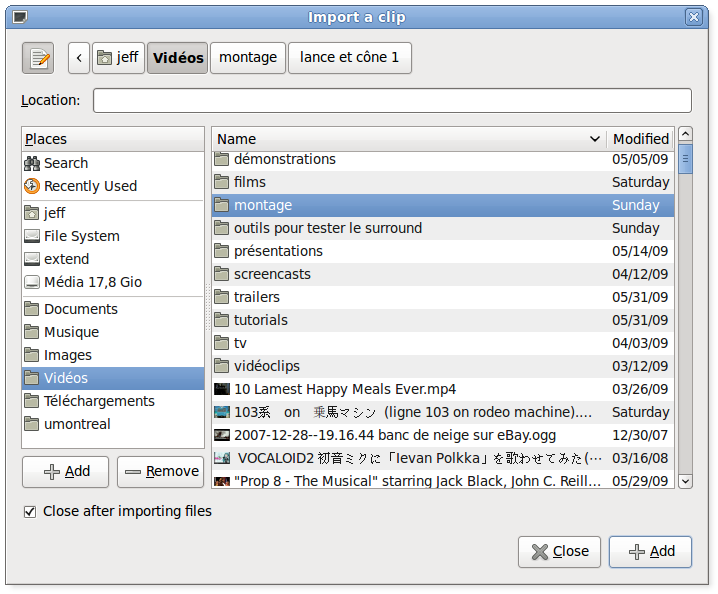 Import a clip
< jeff Vidéos montage lance et cône 1
Location:
Places
Search
Recently Used
jeff
File System
extend
Média 17,8 Gio
Documents
Musique
Images
Vidéos
Téléchargements
umontreal
Add Remove
Name Modified
démonstrations 05/05/09
films Saturday
montage Sunday
outils pour tester le surround Sunday
présentations 05/14/09
screencasts 04/12/09
trailers 05/31/09
tutorials 05/31/09
tv 04/03/09
vidéoclips 03/12/09
10 Lamest Happy Meals Ever.mp4 03/26/09
103系 on 乗馬マシン (ligne 103 on rodeo machine).... Saturday
2007-12-28--19.16.44 banc de neige sur eBay.ogg 12/30/07
VOCALOID2 初音ミクに「Ievan Polkka」を歌わせてみた(… 03/16/08
"Prop 8 - The Musical" starring Jack Black, John C. Reill... 05/29/09
Close after importing files
Close Add